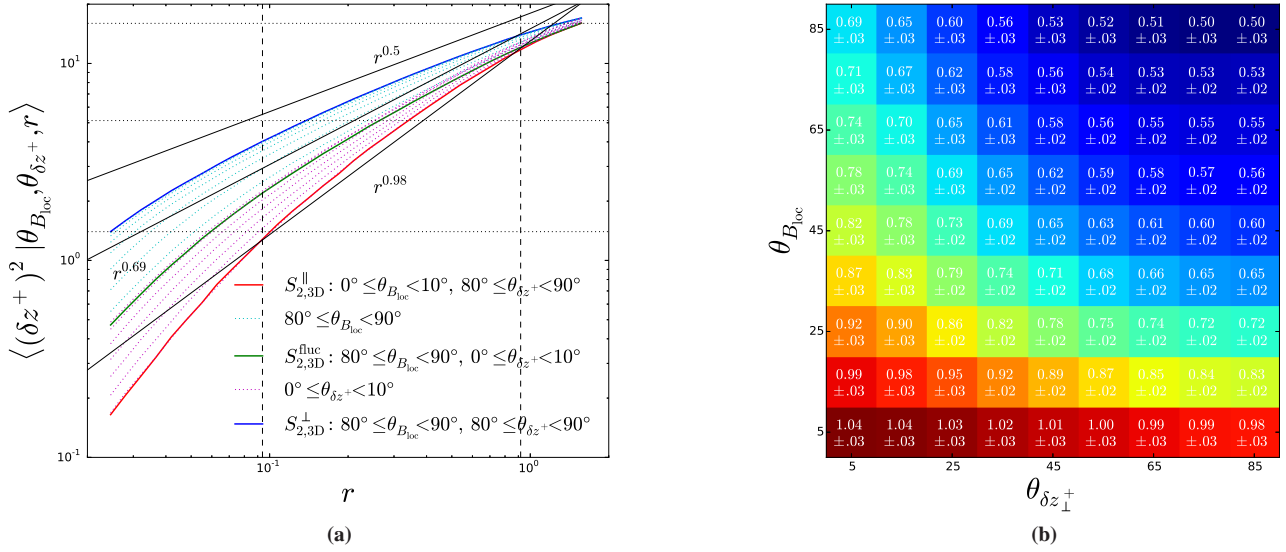 ⟨(δz⁺)² |θ_{B_loc}, θ_{δz⁺}, r⟩
10¹
10⁰
10⁻¹
r^0.5
r^0.98
r^0.69
S^∥_{2,3D}: 0° ≤θ_{B_loc}<10°, 80° ≤θ_{δz⁺}<90°
80° ≤θ_{B_loc}<90°
S^fluc_{2,3D}: 80° ≤θ_{B_loc}<90°, 0° ≤θ_{δz⁺}<10°
0° ≤θ_{δz⁺}<10°
S^⊥_{2,3D}: 80° ≤θ_{B_loc}<90°, 80° ≤θ_{δz⁺}<90°
10⁻¹ 10⁰
r
(a)
θ_{B_loc}
85
65
45
25
5
0.69 0.65 0.60 0.56 0.53 0.52 0.51 0.50 0.50
±.03 ±.03 ±.03 ±.03 ±.03 ±.03 ±.03 ±.03 ±.03
0.71 0.67 0.62 0.58 0.56 0.54 0.53 0.53 0.53
±.03 ±.03 ±.03 ±.03 ±.03 ±.02 ±.02 ±.02 ±.02
0.74 0.70 0.65 0.61 0.58 0.56 0.55 0.55 0.55
±.03 ±.03 ±.03 ±.03 ±.02 ±.02 ±.02 ±.02 ±.02
0.78 0.74 0.69 0.65 0.62 0.59 0.58 0.57 0.56
±.03 ±.03 ±.03 ±.02 ±.02 ±.02 ±.02 ±.02 ±.02
0.82 0.78 0.73 0.69 0.65 0.63 0.61 0.60 0.60
±.03 ±.03 ±.03 ±.02 ±.02 ±.02 ±.02 ±.02 ±.02
0.87 0.83 0.79 0.74 0.71 0.68 0.66 0.65 0.65
±.03 ±.03 ±.02 ±.02 ±.02 ±.02 ±.02 ±.02 ±.02
0.92 0.90 0.86 0.82 0.78 0.75 0.74 0.72 0.72
±.03 ±.03 ±.02 ±.02 ±.02 ±.02 ±.02 ±.02 ±.02
0.99 0.98 0.95 0.92 0.89 0.87 0.85 0.84 0.83
±.03 ±.03 ±.03 ±.03 ±.02 ±.02 ±.02 ±.02 ±.02
1.04 1.04 1.03 1.02 1.01 1.00 0.99 0.99 0.98
±.03 ±.03 ±.03 ±.03 ±.03 ±.03 ±.03 ±.03 ±.03
5 25 45 65 85
θ_{δz⁺_⊥}
(b)